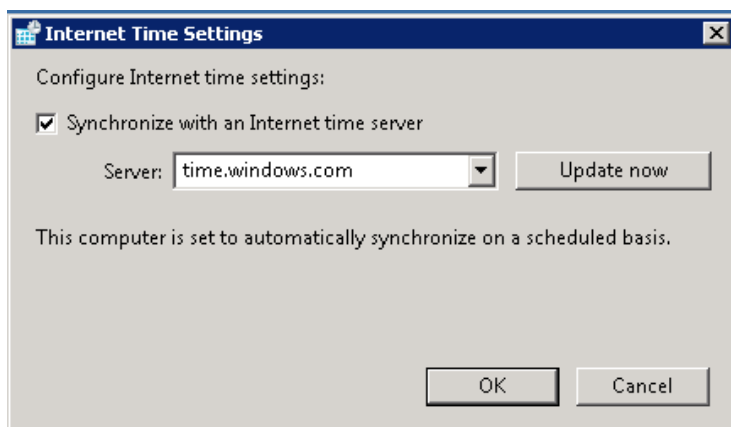 Internet Time Settings
Configure Internet time settings:
Synchronize with an Internet time server
Server: time.windows.com Update now
This computer is set to automatically synchronize on a scheduled basis.
OK Cancel